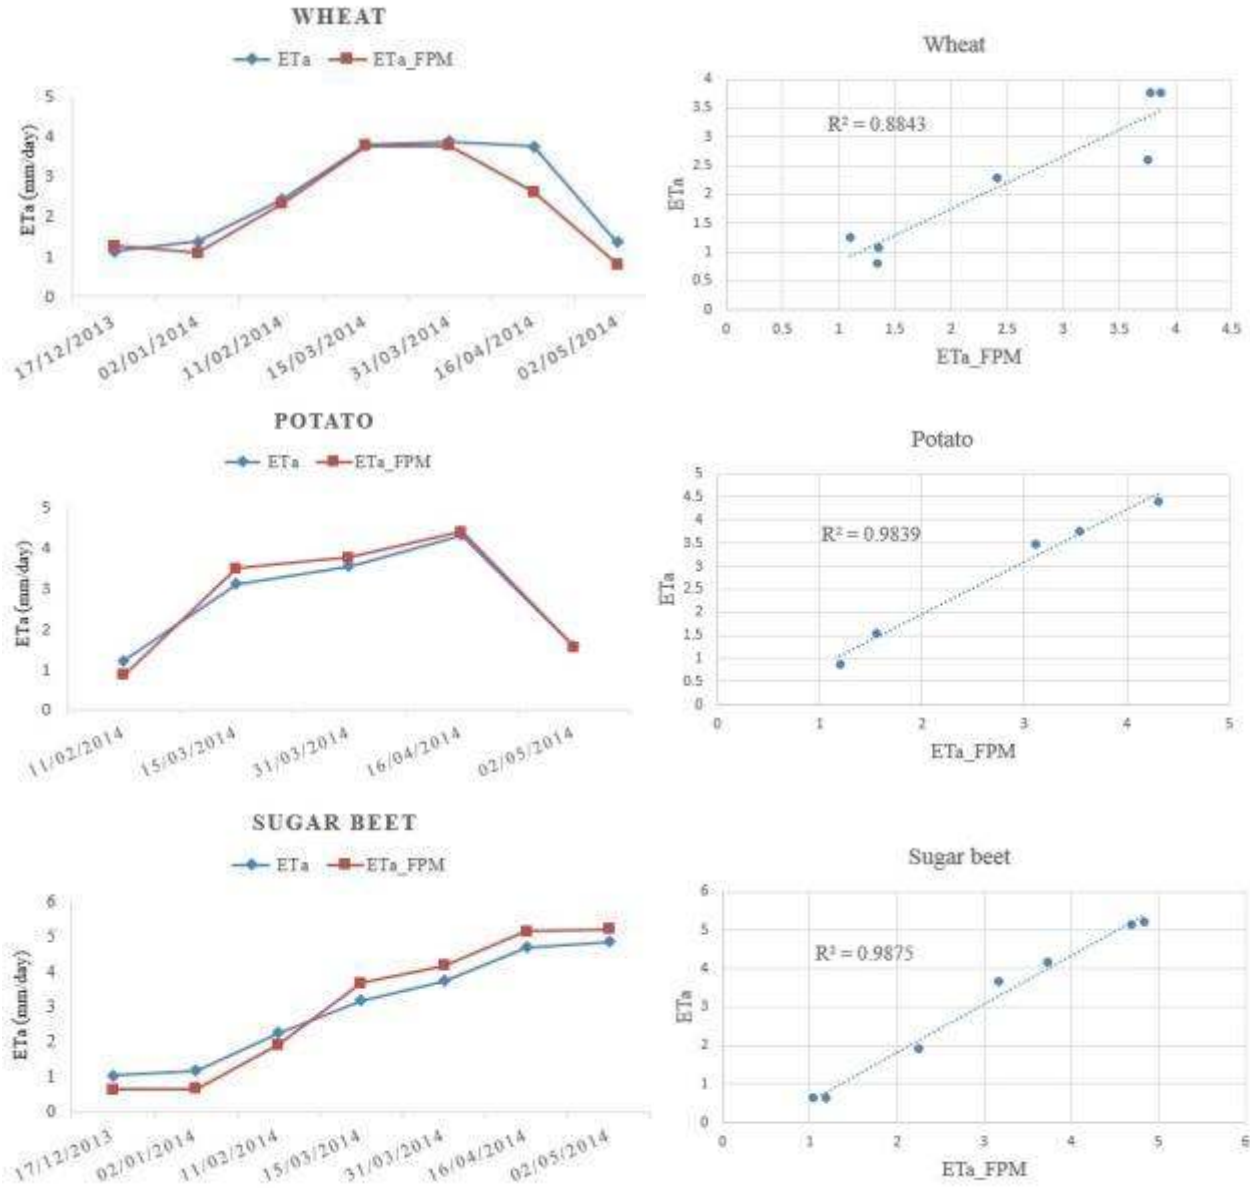 WHEAT
ETa ETa_FPM
ETa (mm/day)
5
4
3
2
1
0
17/12/2013 02/01/2014 11/02/2014 15/03/2014 31/03/2014 16/04/2014 02/05/2014
Wheat
R² = 0.8843
ETa
4
3.5
3
2.5
2
1.5
1
0.5
0
0 0.5 1 1.5 2 2.5 3 3.5 4 4.5
ETa_FPM
POTATO
ETa ETa_FPM
ETa (mm/day)
5
4
3
2
1
0
11/02/2014 15/03/2014 31/03/2014 16/04/2014 02/05/2014
Potato
R² = 0.9839
ETa
5
4.5
4
3.5
3
2.5
2
1.5
1
0.5
0
0 1 2 3 4 5
ETa_FPM
SUGAR BEET
ETa ETa_FPM
ETa (mm/day)
6
5
4
3
2
1
0
17/12/2013 02/01/2014 11/02/2014 15/03/2014 31/03/2014 16/04/2014 02/05/2014
Sugar beet
R² = 0.9875
ETa
6
5
4
3
2
1
0
0 1 2 3 4 5 6
ETa_FPM